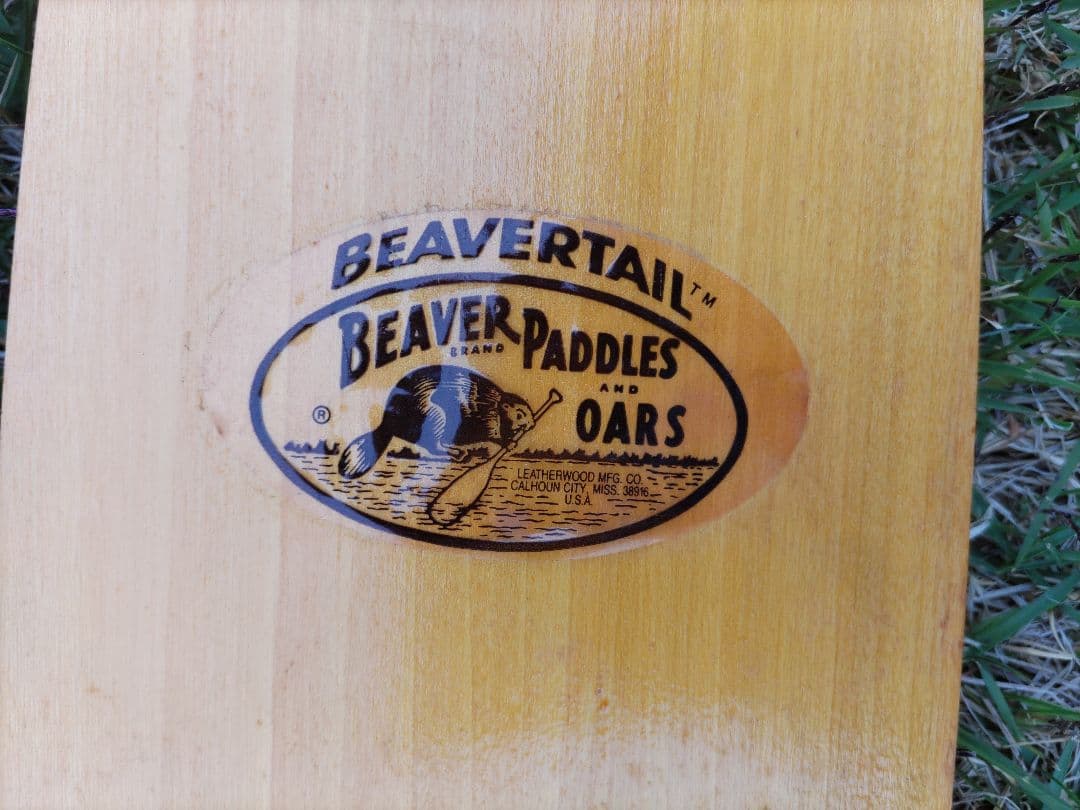 BEAVERTAIL™
BEAVER PADDLES
BRAND
AND
OARS
®
LEATHERWOOD MFG. CO.
CALHOUN CITY, MISS. 38916
U.S.A.